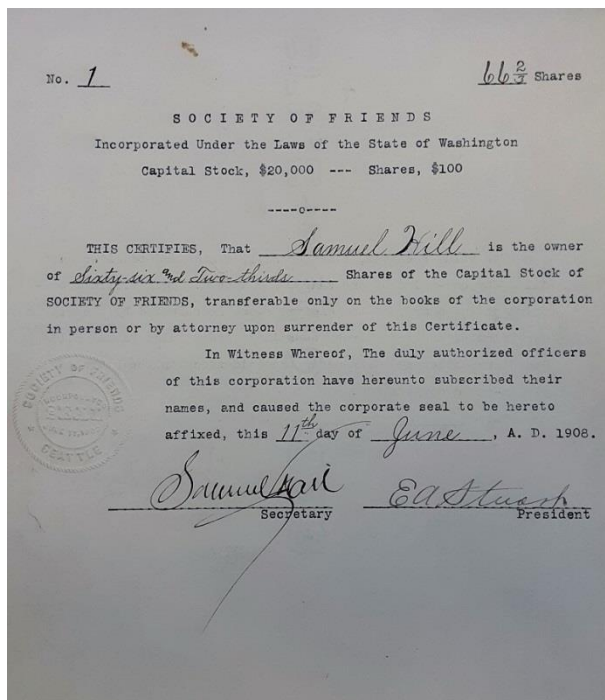 No. 1
66 2/3 Shares
SOCIETY OF FRIENDS
Incorporated Under the Laws of the State of Washington
Capital Stock, $20,000 --- Shares, $100
----o----
THIS CERTIFIES, That Samuel Hill is the owner
of Sixty-six and Two-thirds Shares of the Capital Stock of
SOCIETY OF FRIENDS, transferable only on the books of the corporation
in person or by attorney upon surrender of this Certificate.
In Witness Whereof, The duly authorized officers
of this corporation have hereunto subscribed their
names, and caused the corporate seal to be hereto
affixed, this 11th day of June, A. D. 1908.
SOCIETY OF FRIENDS
SEATTLE
Samuel Hill
E A Stuart
Secretary
President